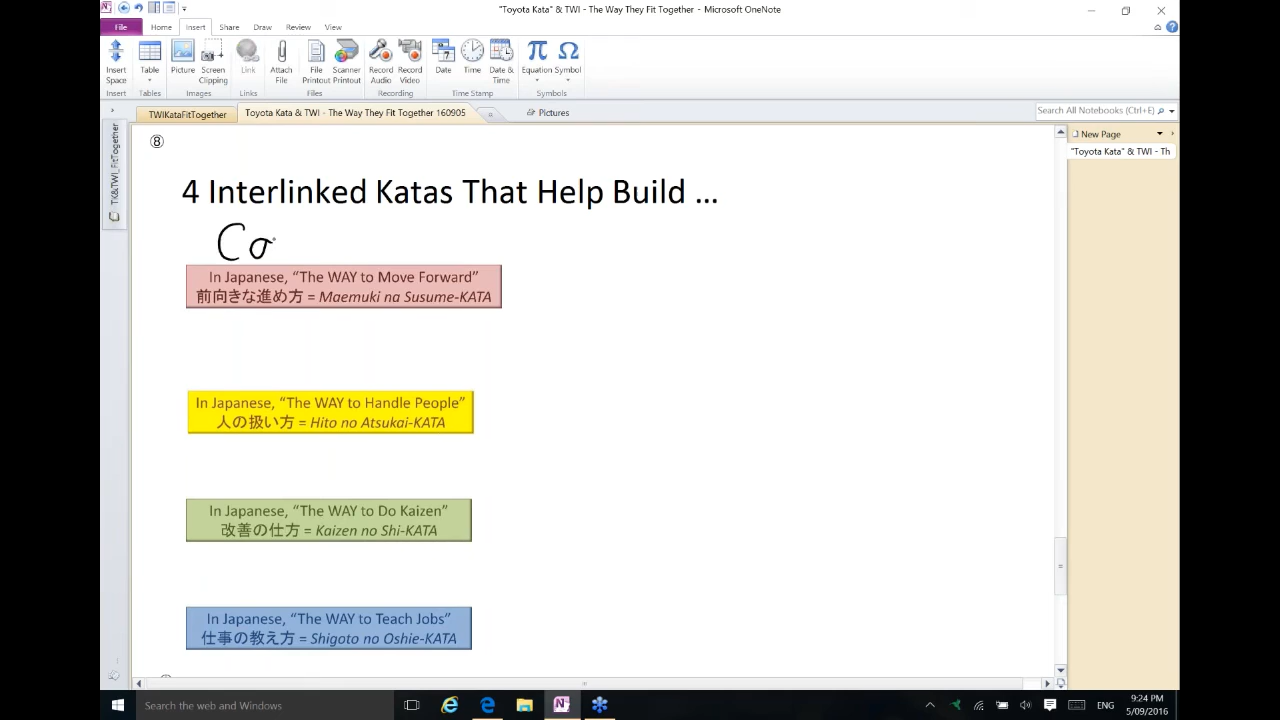 "Toyota Kata" & TWI - The Way They Fit Together - Microsoft OneNote
File Home Insert Share Draw Review View
Insert Space Table Picture Screen Clipping Link Attach File File Printout Scanner Printout Record Audio Record Video Date Time Date & Time Equation Symbol
Insert Tables Images Links Files Recording Time Stamp Symbols
TWIKataFitTogether Toyota Kata & TWI - The Way They Fit Together 160905 Pictures Search All Notebooks (Ctrl+E)
New Page
"Toyota Kata" & TWI - Th
TK&TWI_FitTogether
⑧
4 Interlinked Katas That Help Build ...
Co
In Japanese, “The WAY to Move Forward”
前向きな進め方 = Maemuki na Susume-KATA
In Japanese, “The WAY to Handle People”
人の扱い方 = Hito no Atsukai-KATA
In Japanese, “The WAY to Do Kaizen”
改善の仕方 = Kaizen no Shi-KATA
In Japanese, “The WAY to Teach Jobs”
仕事の教え方 = Shigoto no Oshie-KATA
Search the web and Windows
ENG
9:24 PM
5/09/2016